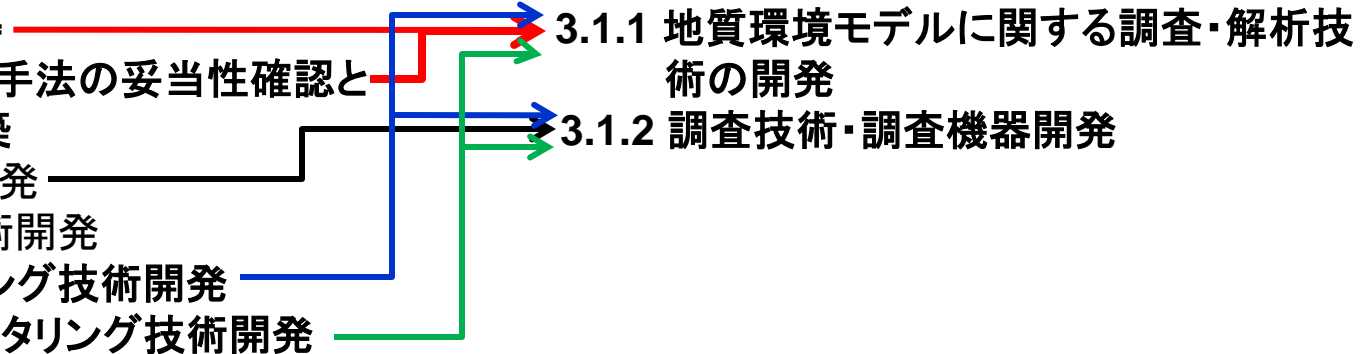 手法の妥当性確認と
築
発
術開発
ング技術開発
タリング技術開発
3.1.1 地質環境モデルに関する調査・解析技
術の開発
3.1.2 調査技術・調査機器開発